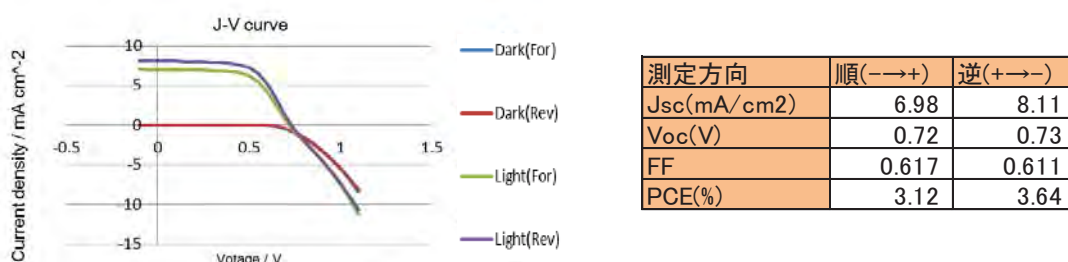 J-V curve
Current density / mA cm^-2
10
5
0
-5
-10
-15
-0.5
0
0.5
1
1.5
Votage / V
Dark(For)
Dark(Rev)
Light(For)
Light(Rev)
測定方向 順(-→+) 逆(+→-)
Jsc(mA/cm2) 6.98 8.11
Voc(V) 0.72 0.73
FF 0.617 0.611
PCE(%) 3.12 3.64